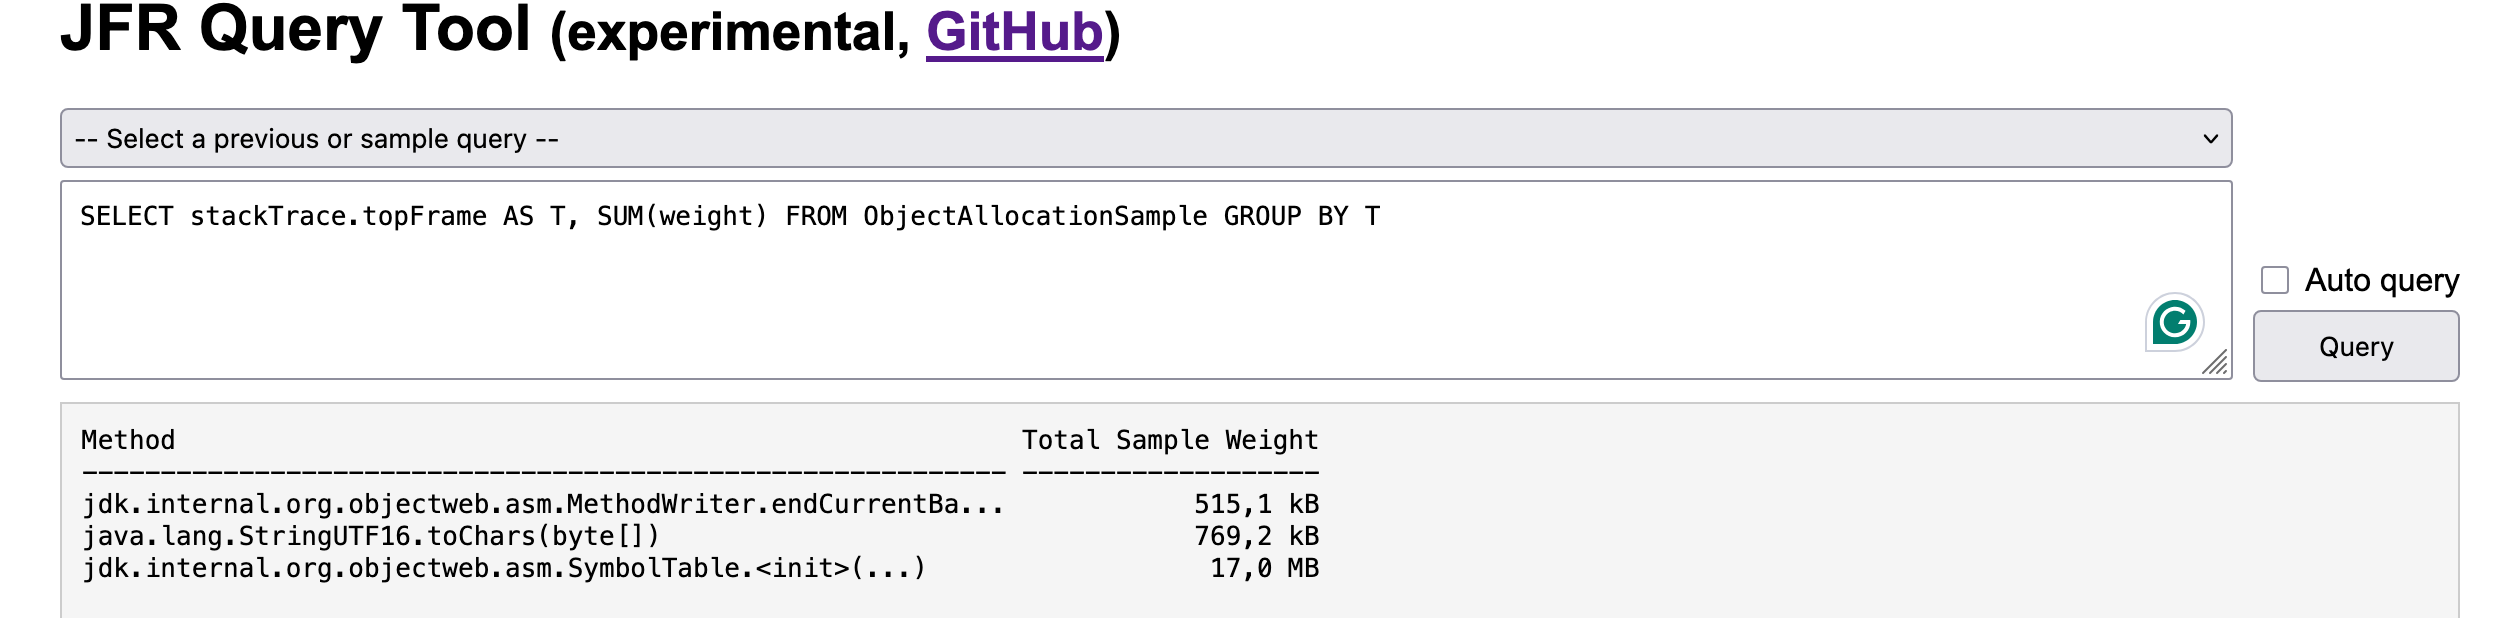 JFR Query Tool (experimental, GitHub)
-- Select a previous or sample query --
SELECT stackTrace.topFrame AS T, SUM(weight) FROM ObjectAllocationSample GROUP BY T
Auto query
Query
Method Total Sample Weight
----------------------------------------------------------- -------------------
jdk.internal.org.objectweb.asm.MethodWriter.endCurrentBa... 515,1 kB
java.lang.StringUTF16.toChars(byte[]) 769,2 kB
jdk.internal.org.objectweb.asm.SymbolTable.<init>(...) 17,0 MB